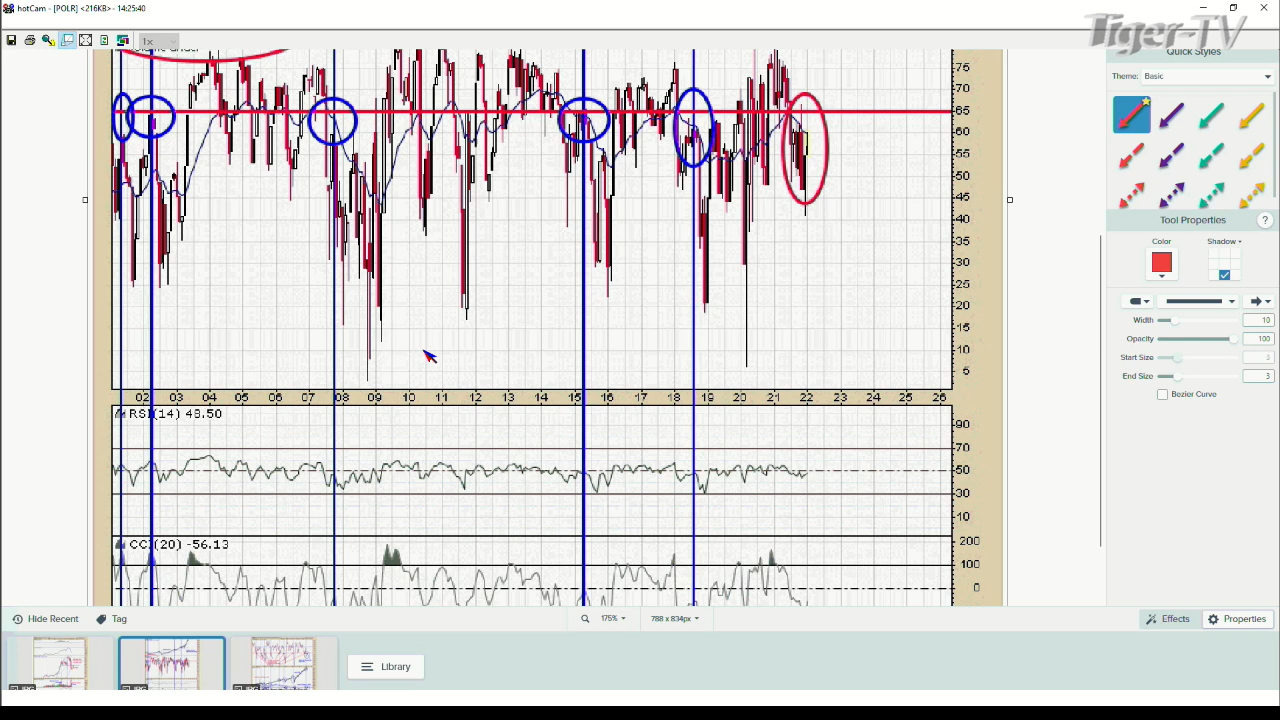 hotCam - [POLR] <216KB> - 14:25:40
Tiger-TV
1x
Quick Styles
Theme: Basic
75
70
65
60
55
50
45
40
35
30
25
20
15
10
5
02 03 04 05 06 07 08 09 10 11 12 13 14 15 16 17 18 19 20 21 22 23 24 25 26
RSI(14) 48.50
90
70
50
30
10
CCI(20) -56.13
200
100
0
Tool Properties
?
Color
Shadow
Width 10
Opacity 100
Start Size 3
End Size 3
Bezier Curve
Hide Recent
Tag
175%
788 x 834px
Effects
Properties
Library